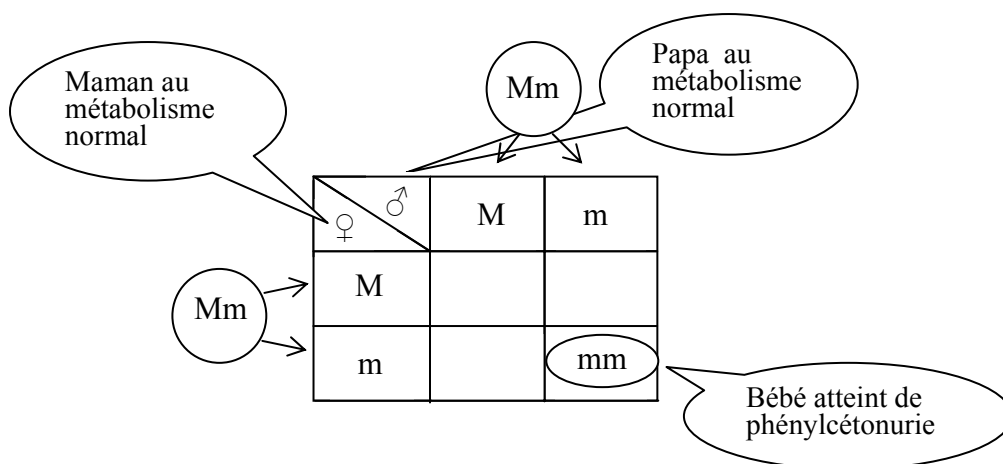 Maman au
métabolisme
normal
Papa au
métabolisme
normal
Mm
♀ ♂ M m
Mm
M
m mm
Bébé atteint de
phénylcétonurie